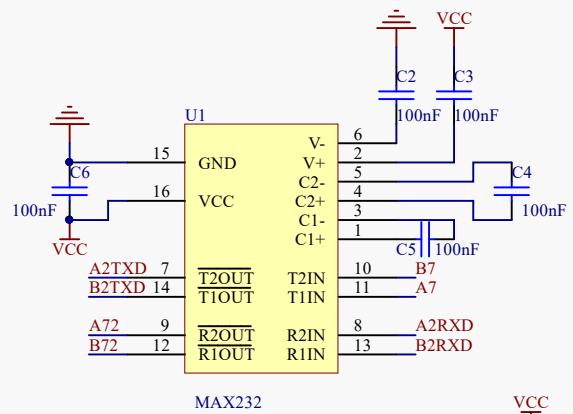 VCC
C2
C3
100nF
100nF
U1
6
V-
15
GND
2
V+
C6
5
C2-
C4
16
VCC
4
C2+
100nF
100nF
3
C1-
VCC
1
C1+
C5
100nF
A2TXD
7
T2OUT
T2IN
10
B7
B2TXD
14
T1OUT
T1IN
11
A7
A72
9
R2OUT
R2IN
8
A2RXD
B72
12
R1OUT
R1IN
13
B2RXD
MAX232
VCC